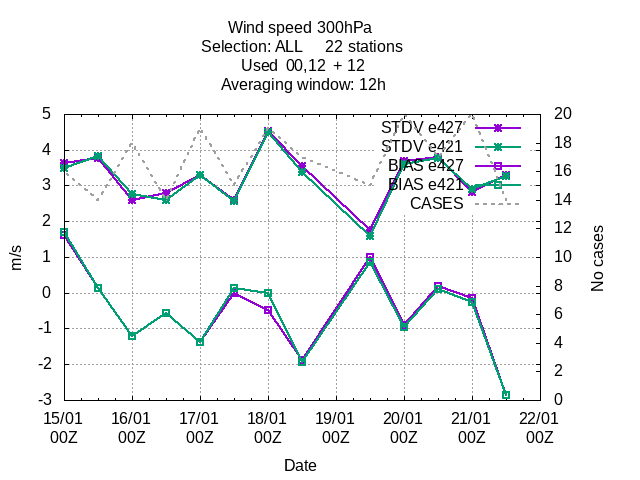 Wind speed 300hPa
Selection: ALL 22 stations
Used 00,12 + 12
Averaging window: 12h
5 20
4 18
3 16
2 14
1 12
0 10
-1 8
-2 6
-3 4
2
0
STDV e427
STDV e421
BIAS e427
BIAS e421
CASES
m/s
No cases
15/01 16/01 17/01 18/01 19/01 20/01 21/01 22/01
00Z 00Z 00Z 00Z 00Z 00Z 00Z 00Z
Date